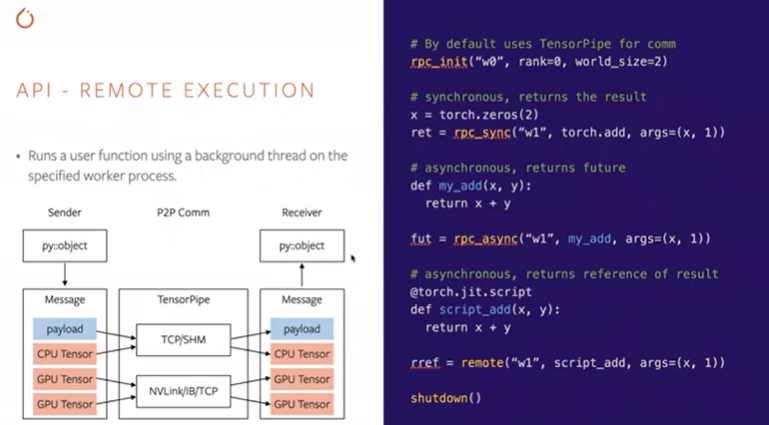 API - REMOTE EXECUTION
• Runs a user function using a background thread on the
specified worker process.
Sender
P2P Comm
Receiver
py::object
py::object
Message
TensorPipe
Message
payload
CPU Tensor
GPU Tensor
GPU Tensor
TCP/SHM
NVLink/IB/TCP
payload
CPU Tensor
GPU Tensor
GPU Tensor
# By default uses TensorPipe for comm
rpc_init(“w0”, rank=0, world_size=2)
# synchronous, returns the result
x = torch.zeros(2)
ret = rpc_sync(“w1”, torch.add, args=(x, 1))
# asynchronous, returns future
def my_add(x, y):
  return x + y
fut = rpc_async(“w1”, my_add, args=(x, 1))
# asynchronous, returns reference of result
@torch.jit.script
def script_add(x, y):
  return x + y
rref = remote(“w1”, script_add, args=(x, 1))
shutdown()